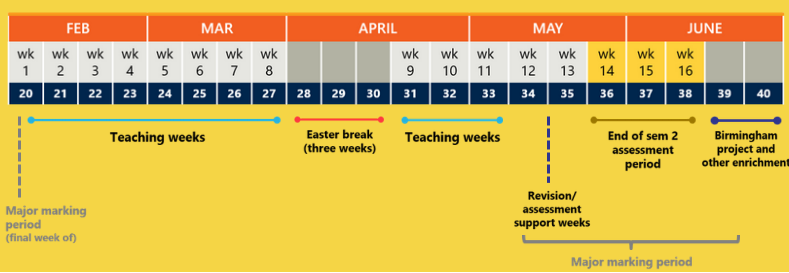 FEB MAR APRIL MAY JUNE
wk 1 wk 2 wk 3 wk 4 wk 5 wk 6 wk 7 wk 8 wk 9 wk 10 wk 11 wk 12 wk 13 wk 14 wk 15 wk 16
20 21 22 23 24 25 26 27 28 29 30 31 32 33 34 35 36 37 38 39 40
Teaching weeks
Easter break
(three weeks)
Teaching weeks
End of sem 2
assessment
period
Birmingham
project and
other enrichment
Major marking
period
(final week of)
Revision/
assessment
support weeks
Major marking period